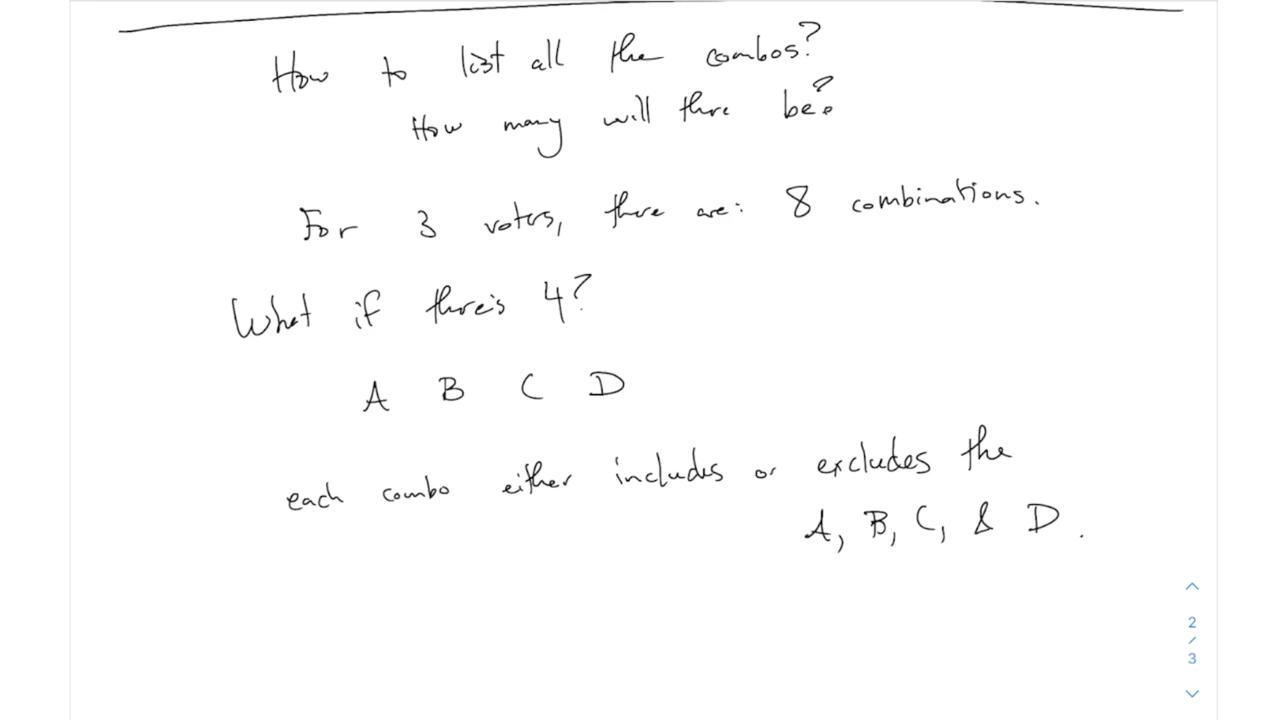 How to list all the combos?
How many will there be?
For 3 voters, there are: 8 combinations.
What if there's 4?
A B C D
each combo either includes or excludes the
A, B, C, & D.
2
/
3